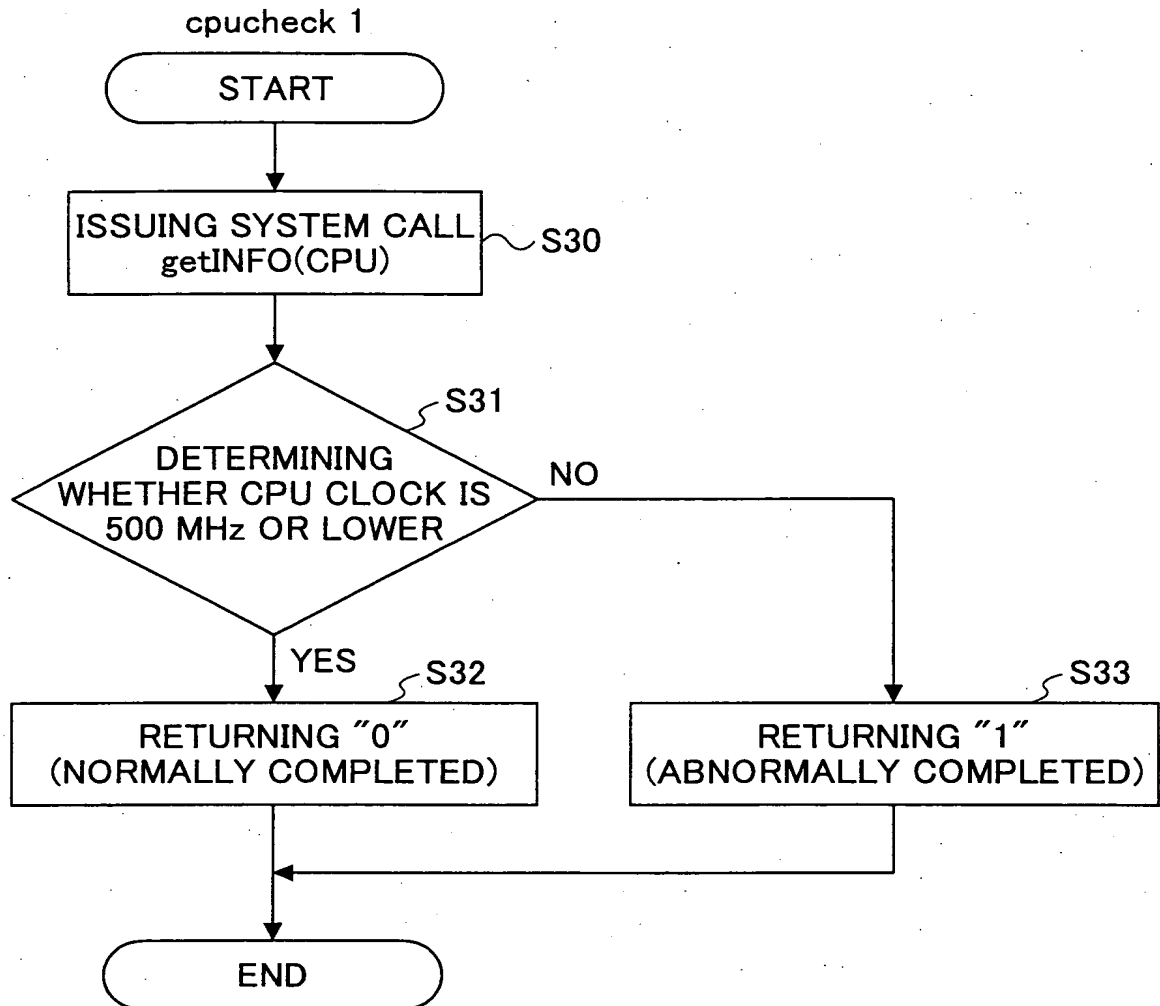 cpucheck 1
START
ISSUING SYSTEM CALL
getINFO(CPU)
S30
S31
DETERMINING
WHETHER CPU CLOCK IS
500 MHz OR LOWER
NO
YES
S32
RETURNING "0"
(NORMALLY COMPLETED)
S33
RETURNING "1"
(ABNORMALLY COMPLETED)
END